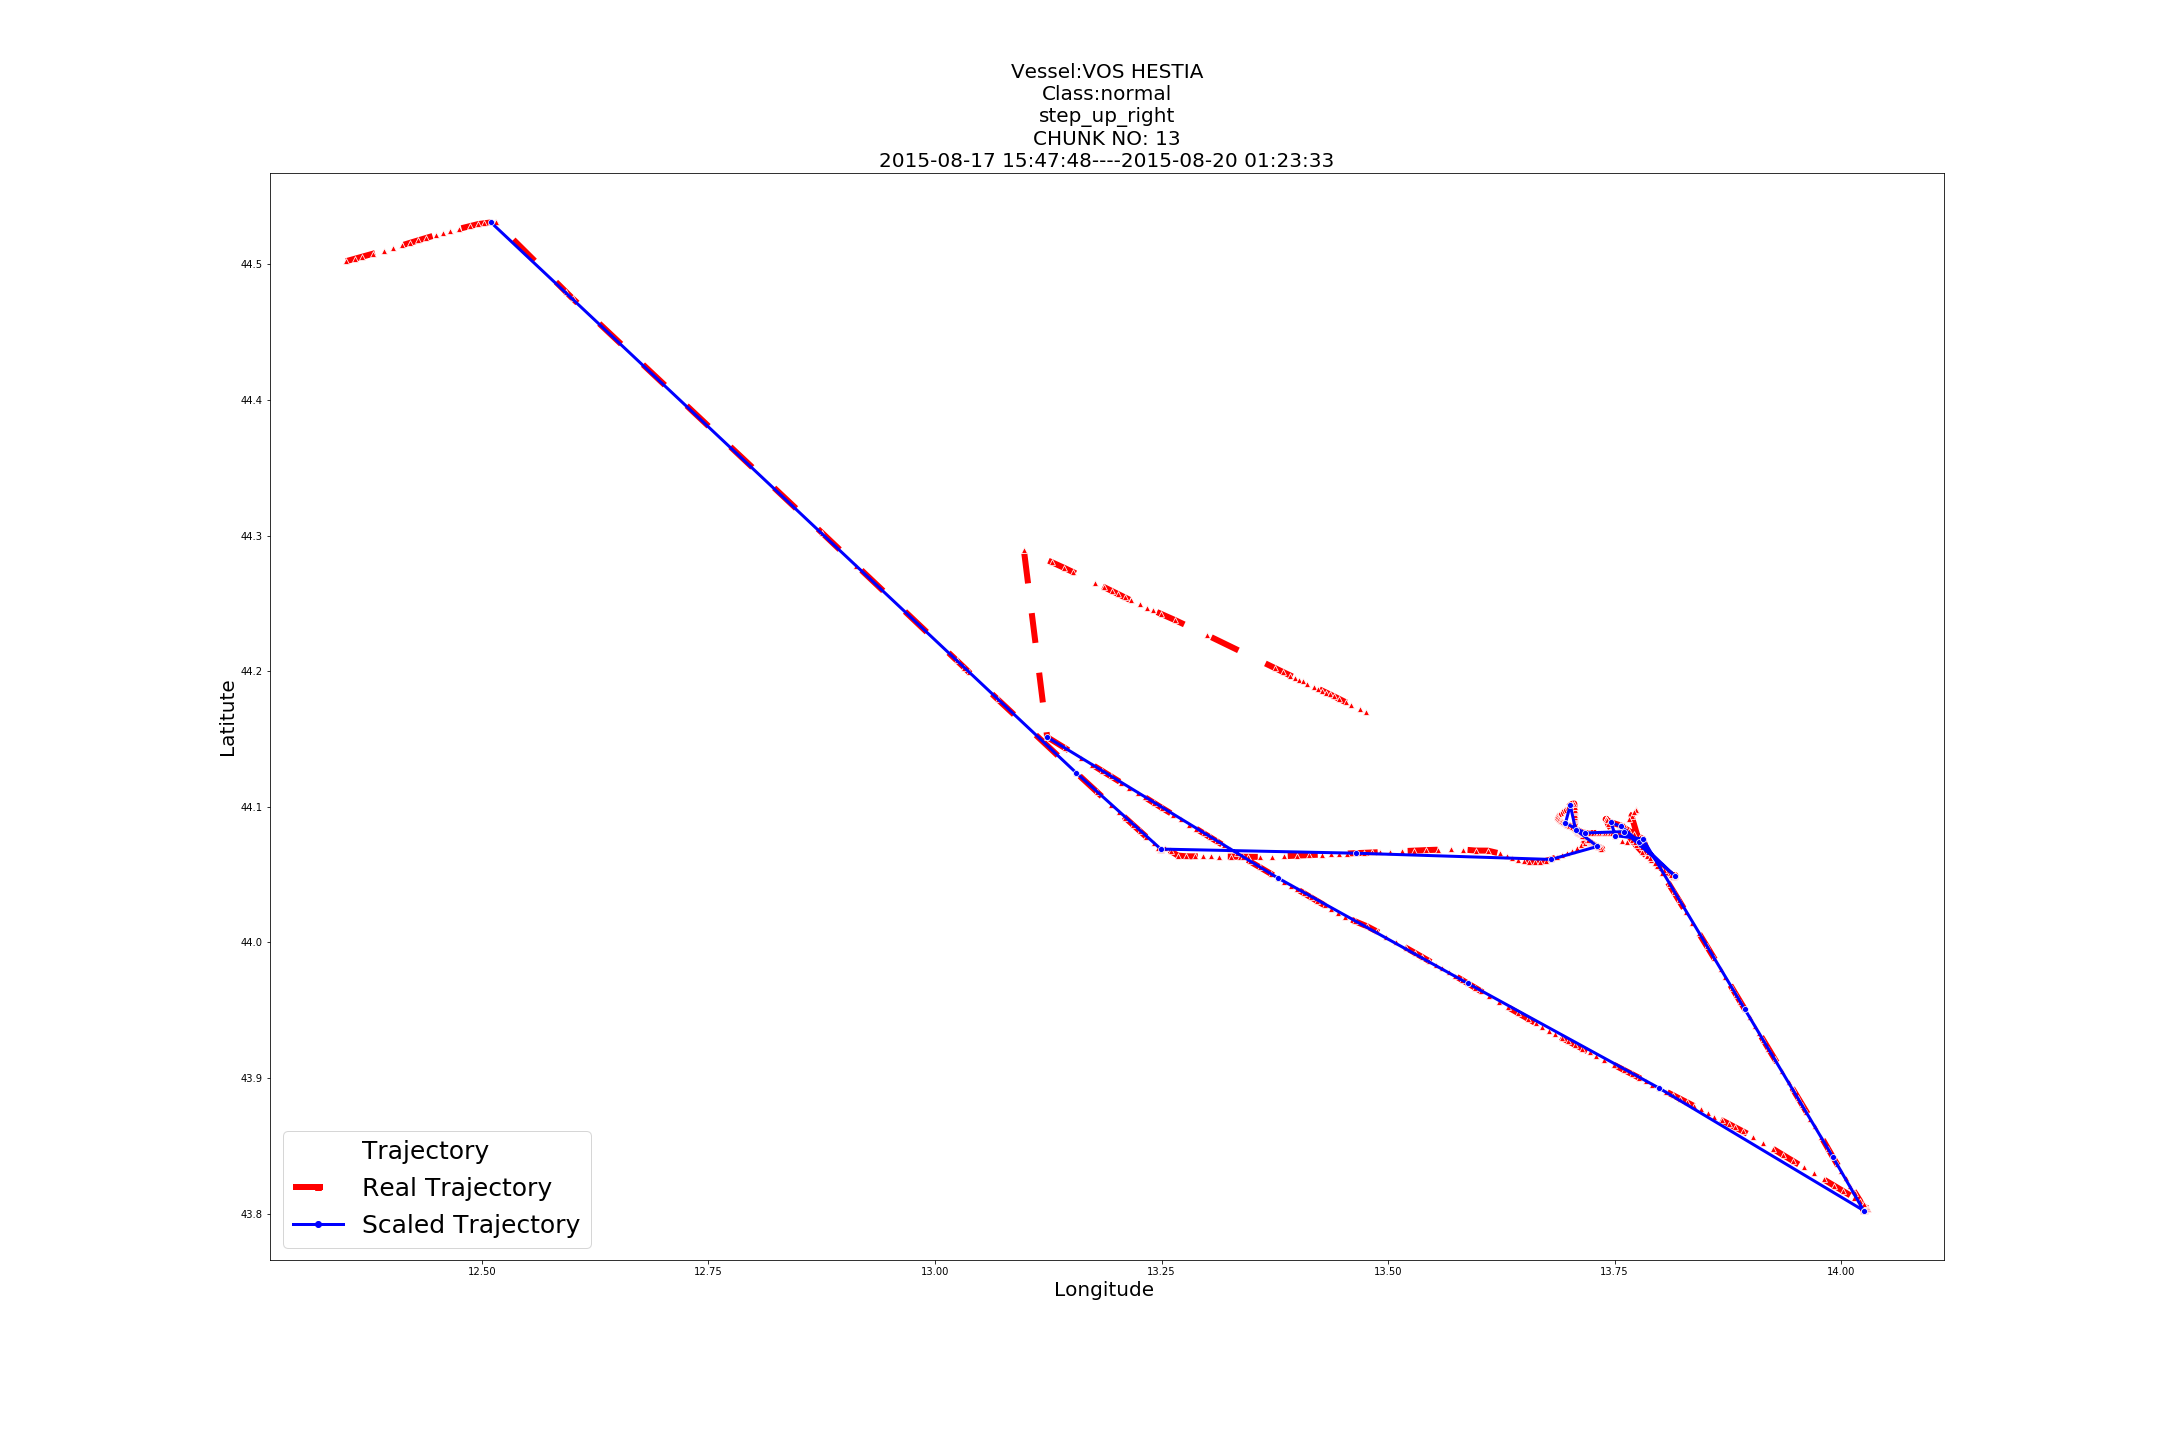 Vessel:VOS HESTIA
Class:normal
step_up_right
CHUNK NO: 13
2015-08-17 15:47:48----2015-08-20 01:23:33
44.5
44.4
44.3
44.2
44.1
44.0
43.9
43.8
Latitute
Trajectory
Real Trajectory
Scaled Trajectory
12.50 12.75 13.00 13.25 13.50 13.75 14.00
Longitude